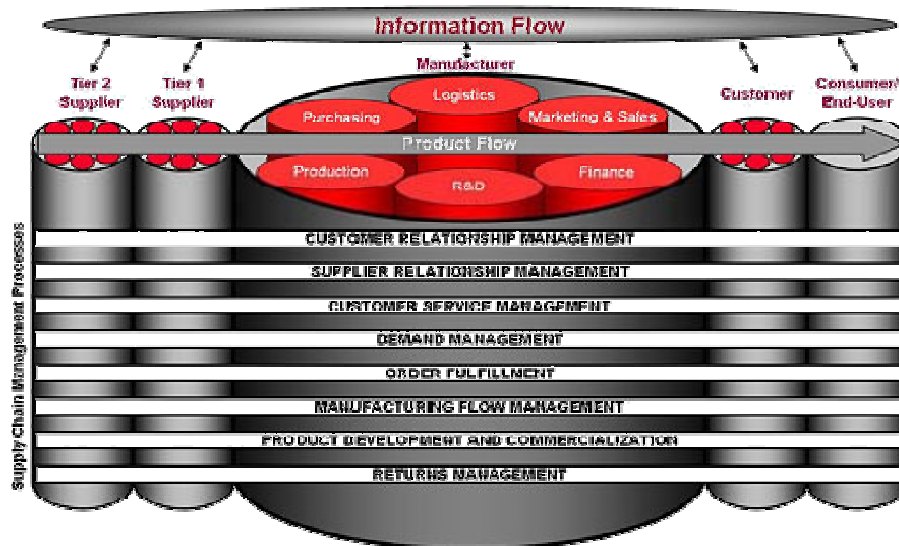 Information Flow
Tier 2
Supplier
Tier 1
Supplier
Manufacturer
Customer
Consumer/
End-User
Logistics
Purchasing
Marketing & Sales
Product Flow
Production
R&D
Finance
Supply Chain Management Processes
CUSTOMER RELATIONSHIP MANAGEMENT
SUPPLIER RELATIONSHIP MANAGEMENT
CUSTOMER SERVICE MANAGEMENT
DEMAND MANAGEMENT
ORDER FULFILLMENT
MANUFACTURING FLOW MANAGEMENT
PRODUCT DEVELOPMENT AND COMMERCIALIZATION
RETURNS MANAGEMENT